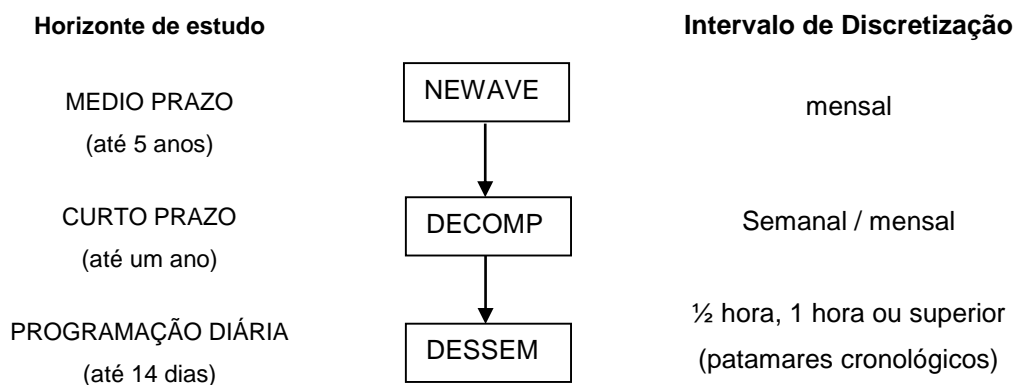 Horizonte de estudo
Intervalo de Discretização
MEDIO PRAZO
(até 5 anos)
NEWAVE
mensal
CURTO PRAZO
(até um ano)
DECOMP
Semanal / mensal
PROGRAMAÇÃO DIÁRIA
(até 14 dias)
DESSEM
½ hora, 1 hora ou superior
(patamares cronológicos)